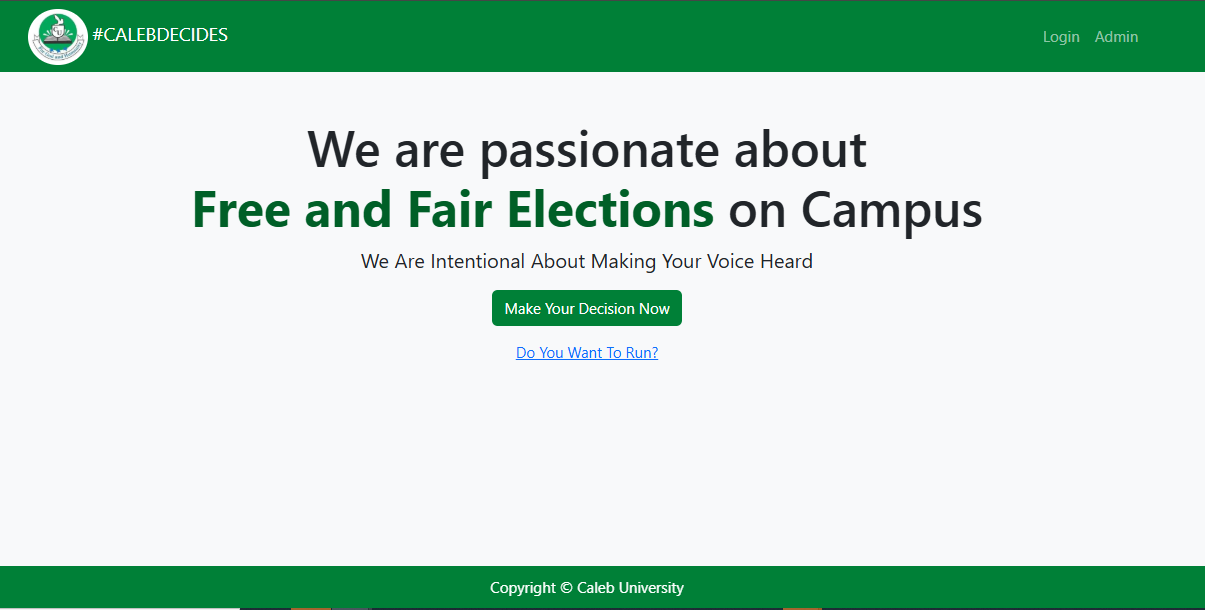 #CALEBDECIDES
Login Admin
We are passionate about
Free and Fair Elections on Campus
We Are Intentional About Making Your Voice Heard
Make Your Decision Now
Do You Want To Run?
Copyright © Caleb University